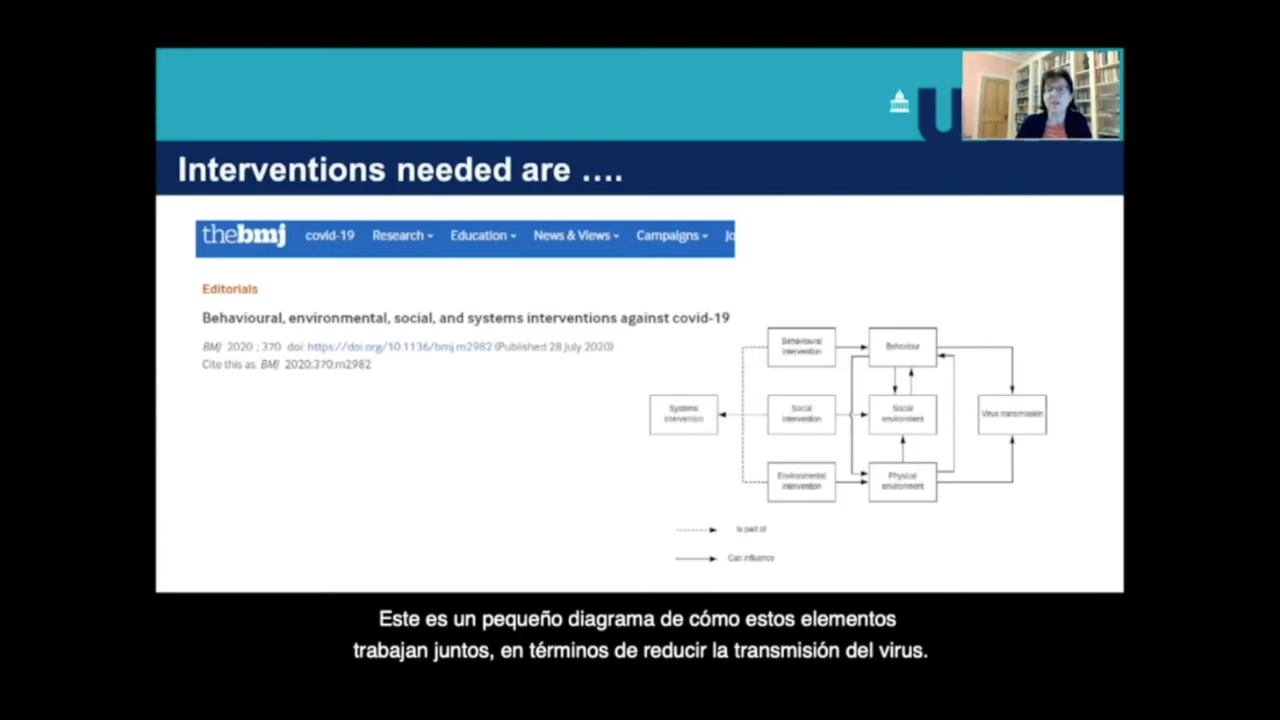 U
Interventions needed are ....
thebmj covid-19 Research Education News & Views Campaigns Jo
Editorials
Behavioural, environmental, social, and systems interventions against covid-19
BMJ 2020 ; 370 doi: https://doi.org/10.1136/bmj.m2982 (Published 28 July 2020)
Cite this as: BMJ 2020;370:m2982
Behavioural
intervention
Behaviour
Systems
intervention
Social
intervention
Social
environment
Virus transmission
Environmental
intervention
Physical
environment
Is part of
Can influence
Este es un pequeño diagrama de cómo estos elementos
trabajan juntos, en términos de reducir la transmisión del virus.